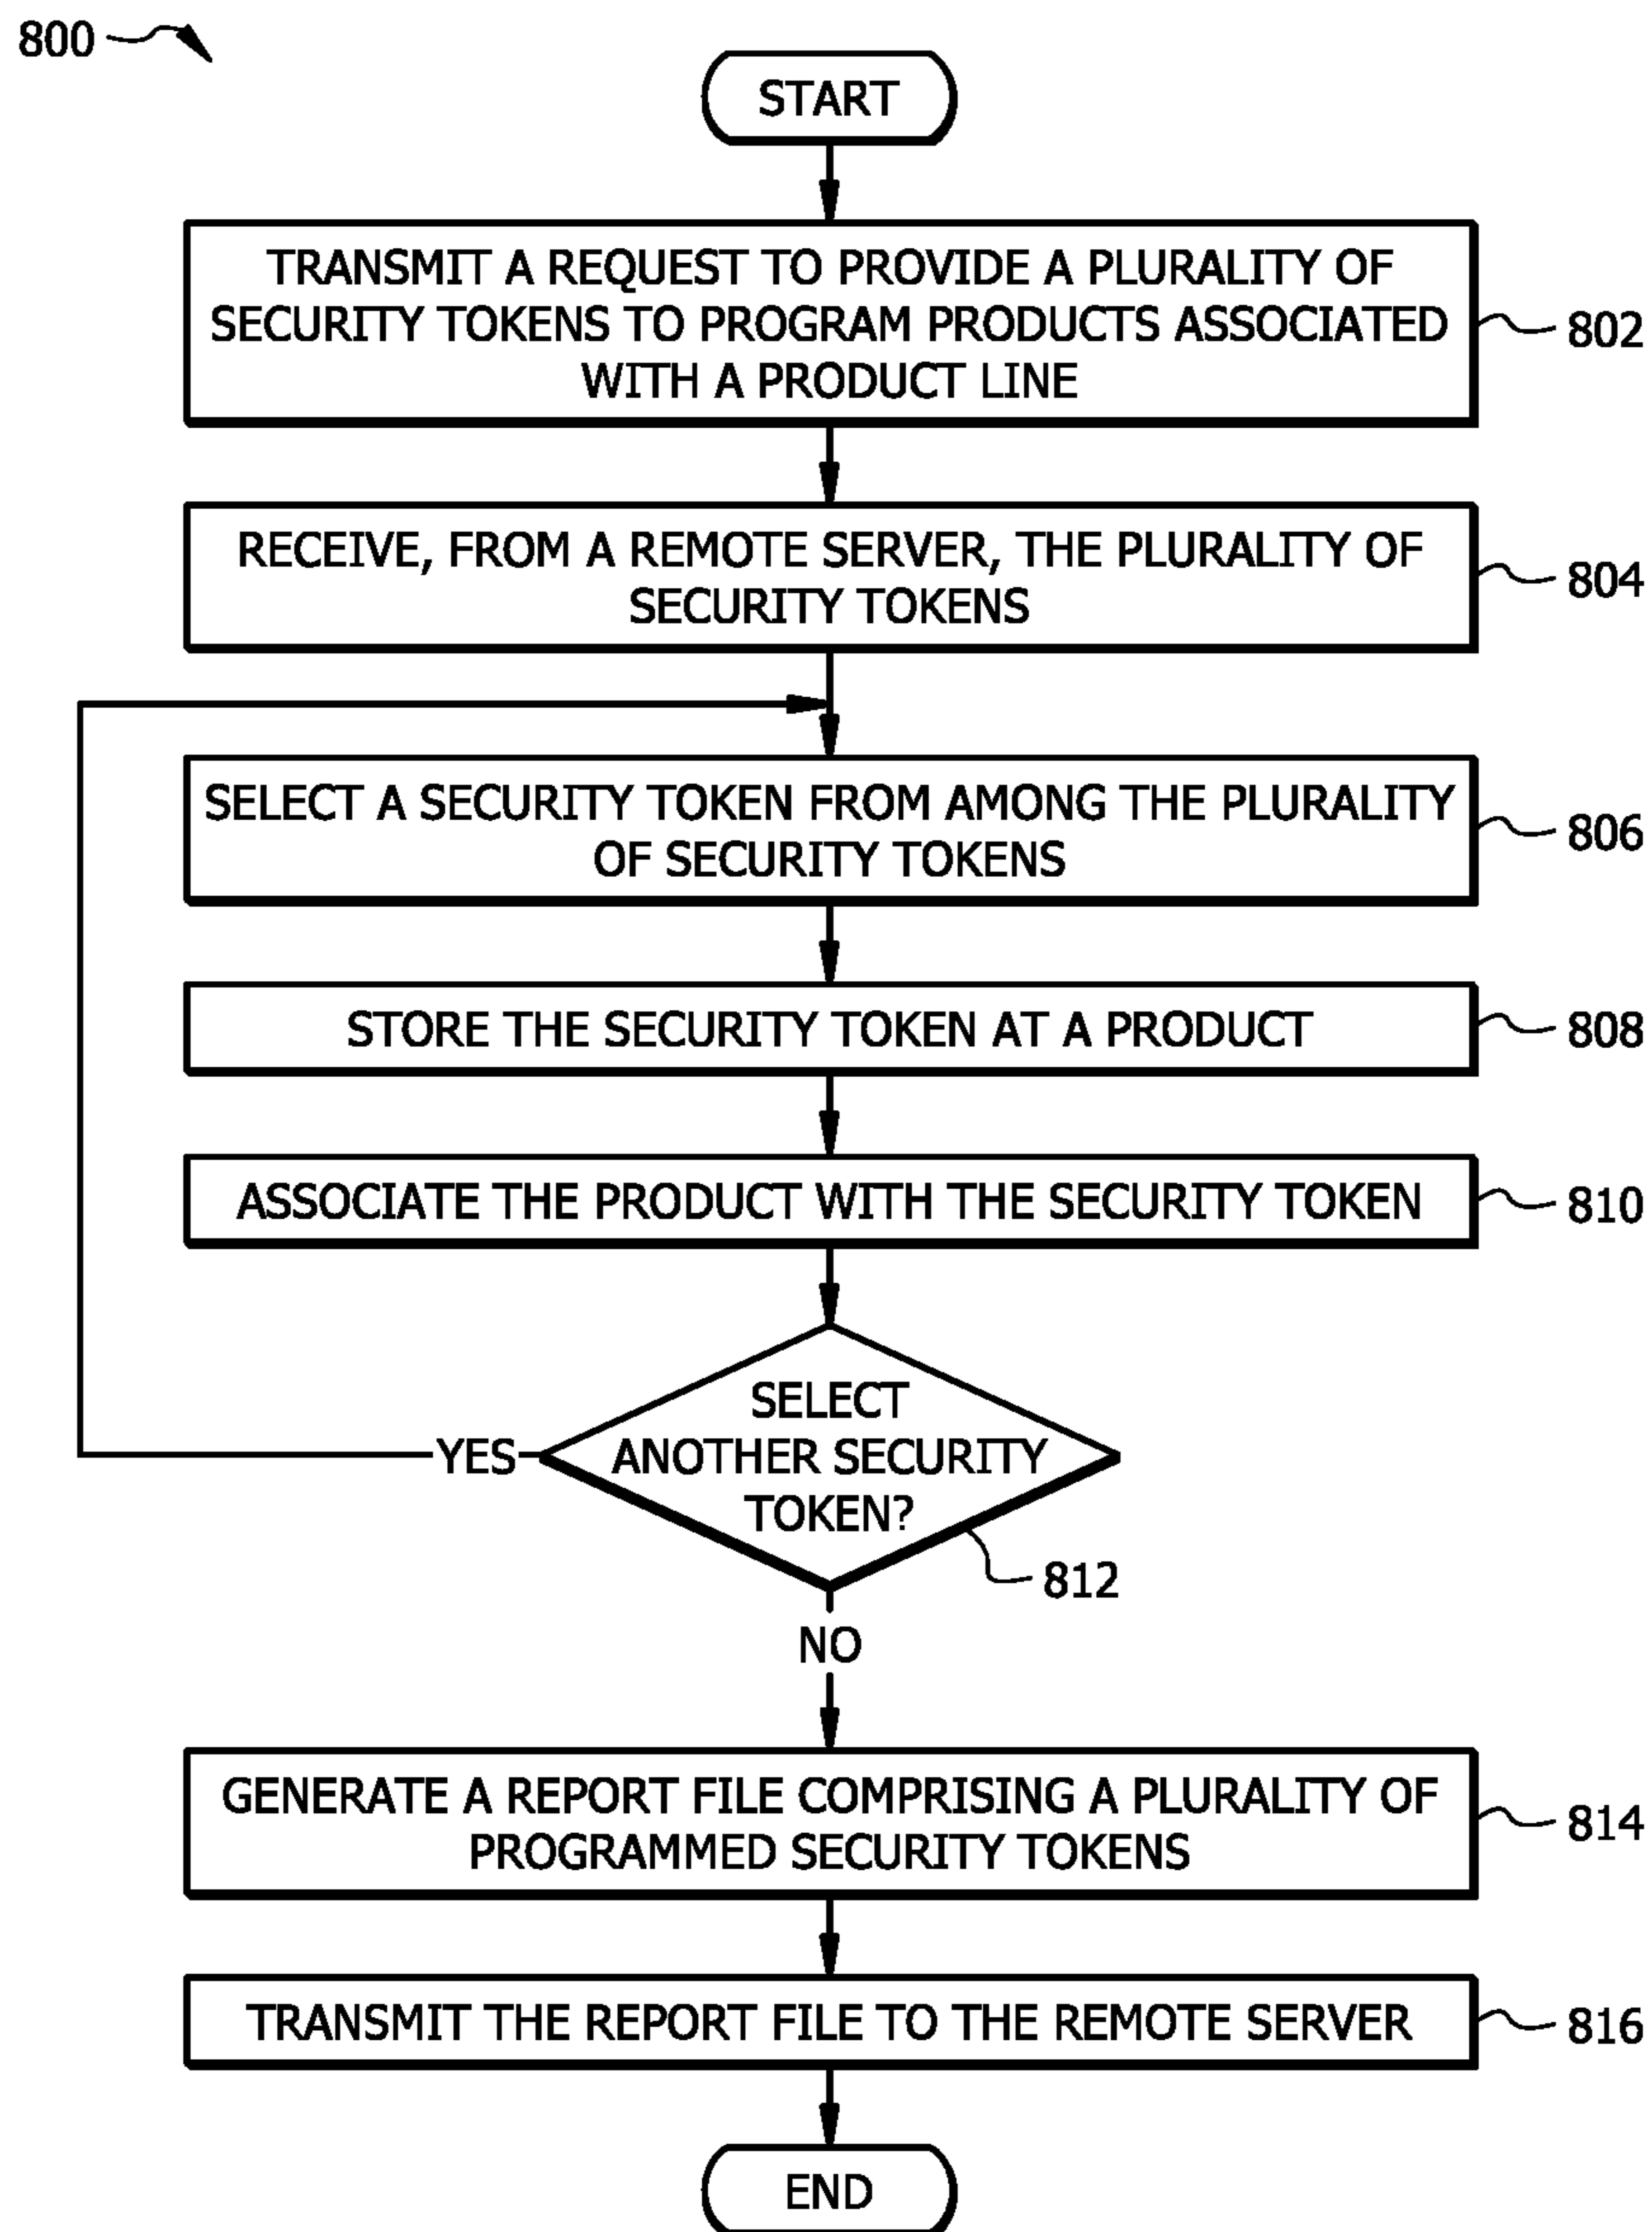 800
START
TRANSMIT A REQUEST TO PROVIDE A PLURALITY OF
SECURITY TOKENS TO PROGRAM PRODUCTS ASSOCIATED
WITH A PRODUCT LINE
802
RECEIVE, FROM A REMOTE SERVER, THE PLURALITY OF
SECURITY TOKENS
804
SELECT A SECURITY TOKEN FROM AMONG THE PLURALITY
OF SECURITY TOKENS
806
STORE THE SECURITY TOKEN AT A PRODUCT
808
ASSOCIATE THE PRODUCT WITH THE SECURITY TOKEN
810
SELECT
ANOTHER SECURITY
TOKEN?
YES
812
NO
GENERATE A REPORT FILE COMPRISING A PLURALITY OF
PROGRAMMED SECURITY TOKENS
814
TRANSMIT THE REPORT FILE TO THE REMOTE SERVER
816
END